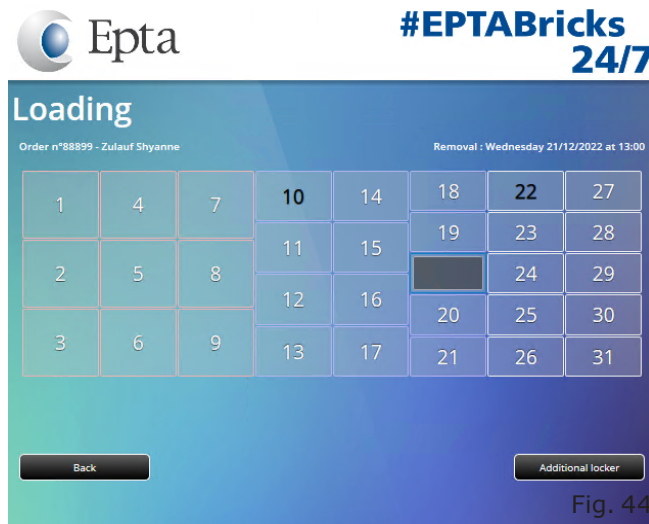 Epta
#EPTABricks
24/7
Loading
Order n°88899 - Zulauf Shyanne
Removal : Wednesday 21/12/2022 at 13:00
1 4 7 10 14 18 22 27
11 15 19 23 28
2 5 8 12 16 24 29
20 25 30
3 6 9 13 17 21 26 31
Back
Additional locker
Fig. 44